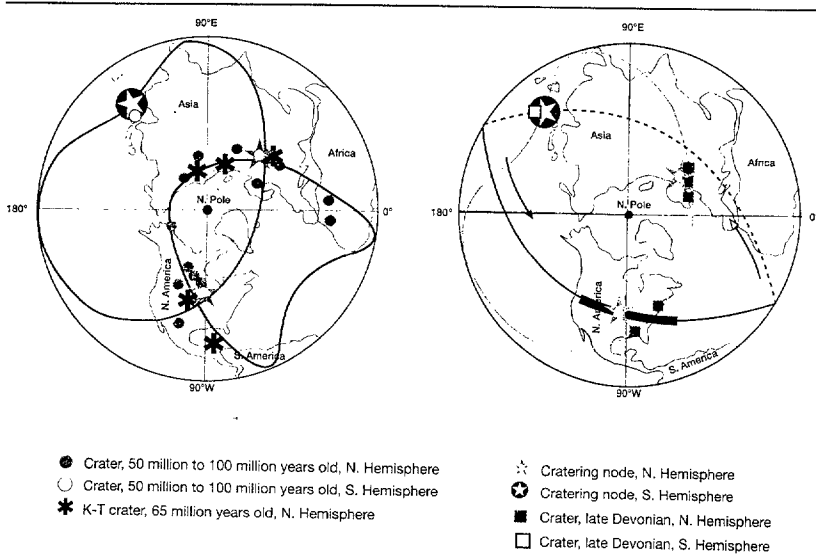 90°E
Asia
Africa
180°
N. Pole
0°
N. America
S. America
90°W
90°E
Asia
Africa
180°
N. Pole
0
N. America
S. America
90°W
Crater, 50 million to 100 million years old, N. Hemisphere
Crater, 50 million to 100 million years old, S. Hemisphere
K-T crater, 65 million years old, N. Hemisphere
Cratering node, N. Hemisphere
Cratering node, S. Hemisphere
Crater, late Devonian, N. Hemisphere
Crater, late Devonian, S. Hemisphere